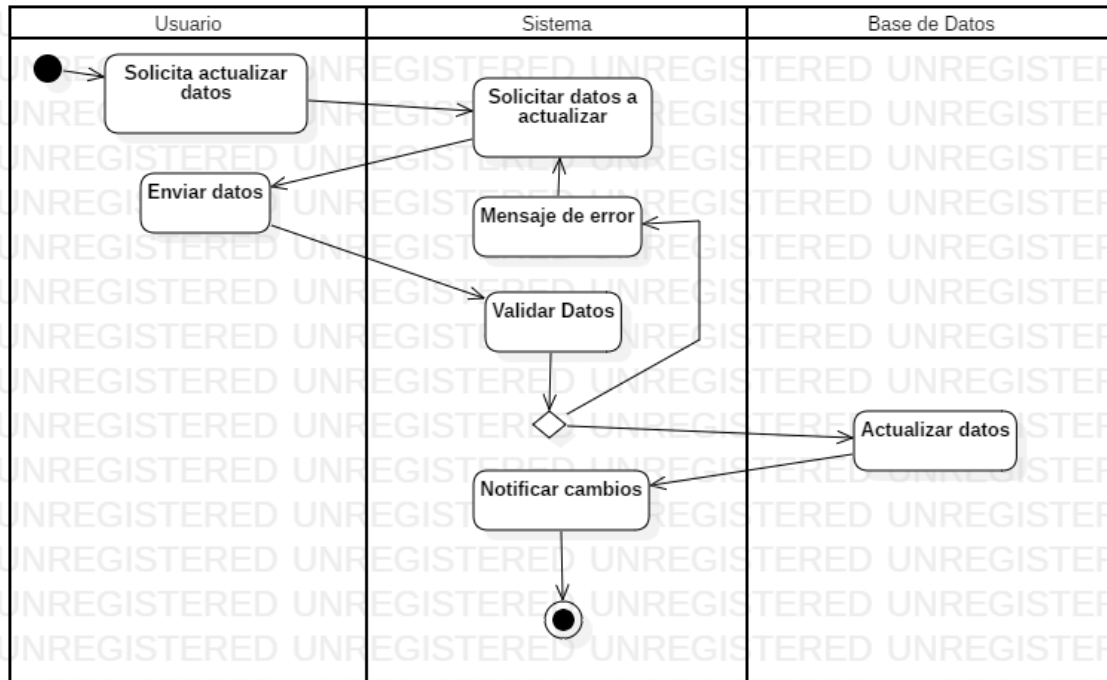 Usuario
Sistema
Base de Datos
Solicita actualizar
datos
Solicitar datos a
actualizar
Enviar datos
Mensaje de error
Validar Datos
Actualizar datos
Notificar cambios
UNREGISTERED